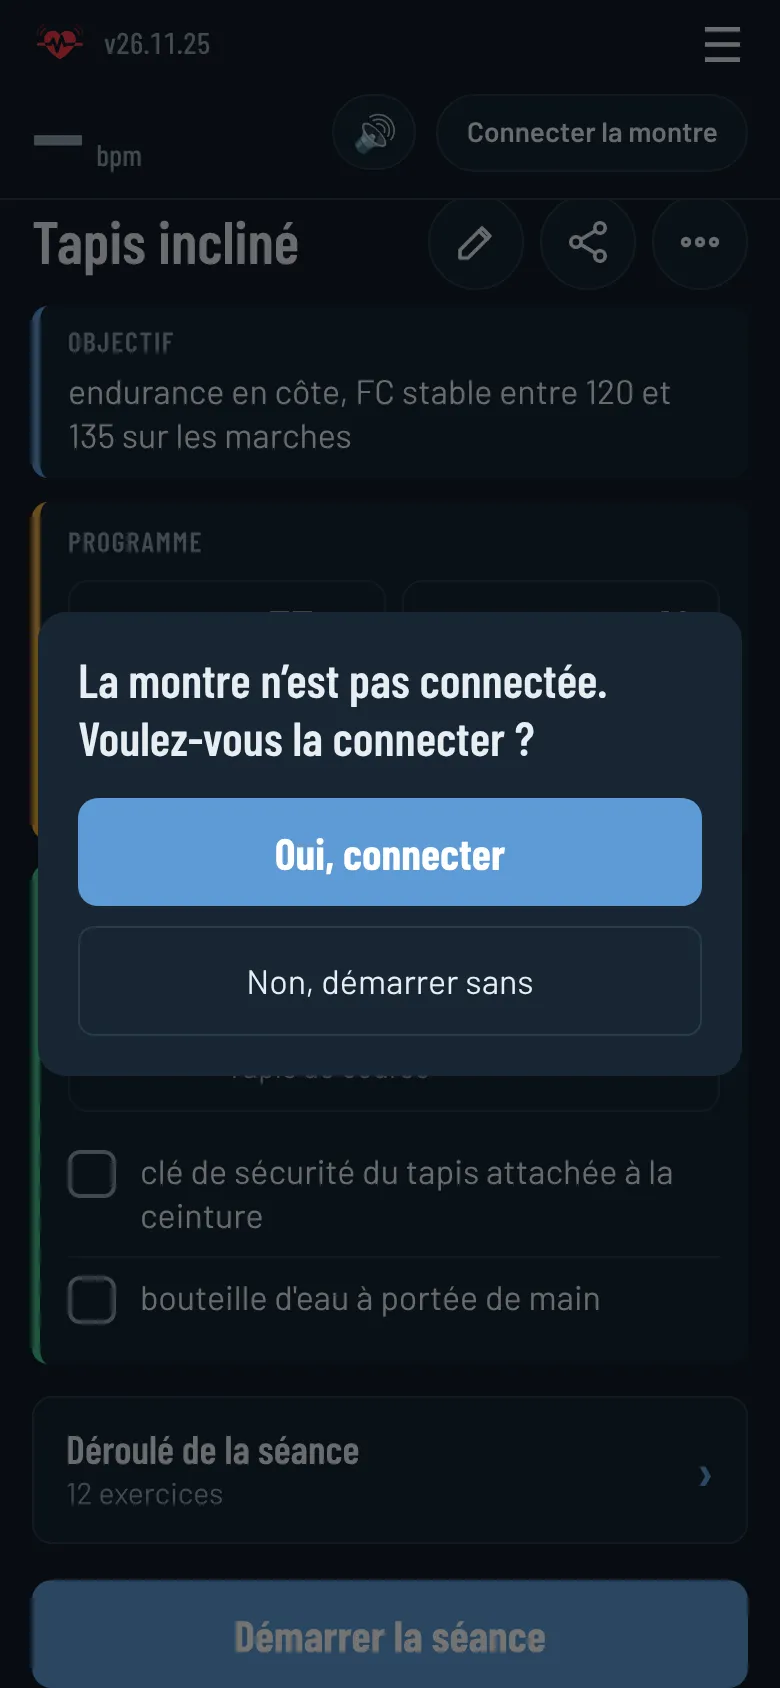 v26.11.25
bpm
Connecter la montre
Tapis incliné
OBJECTIF
endurance en côte, FC stable entre 120 et
135 sur les marches
PROGRAMME
La montre n’est pas connectée.
Voulez-vous la connecter ?
Oui, connecter
Non, démarrer sans
clé de sécurité du tapis attachée à la
ceinture
bouteille d'eau à portée de main
Déroulé de la séance
12 exercices
Démarrer la séance